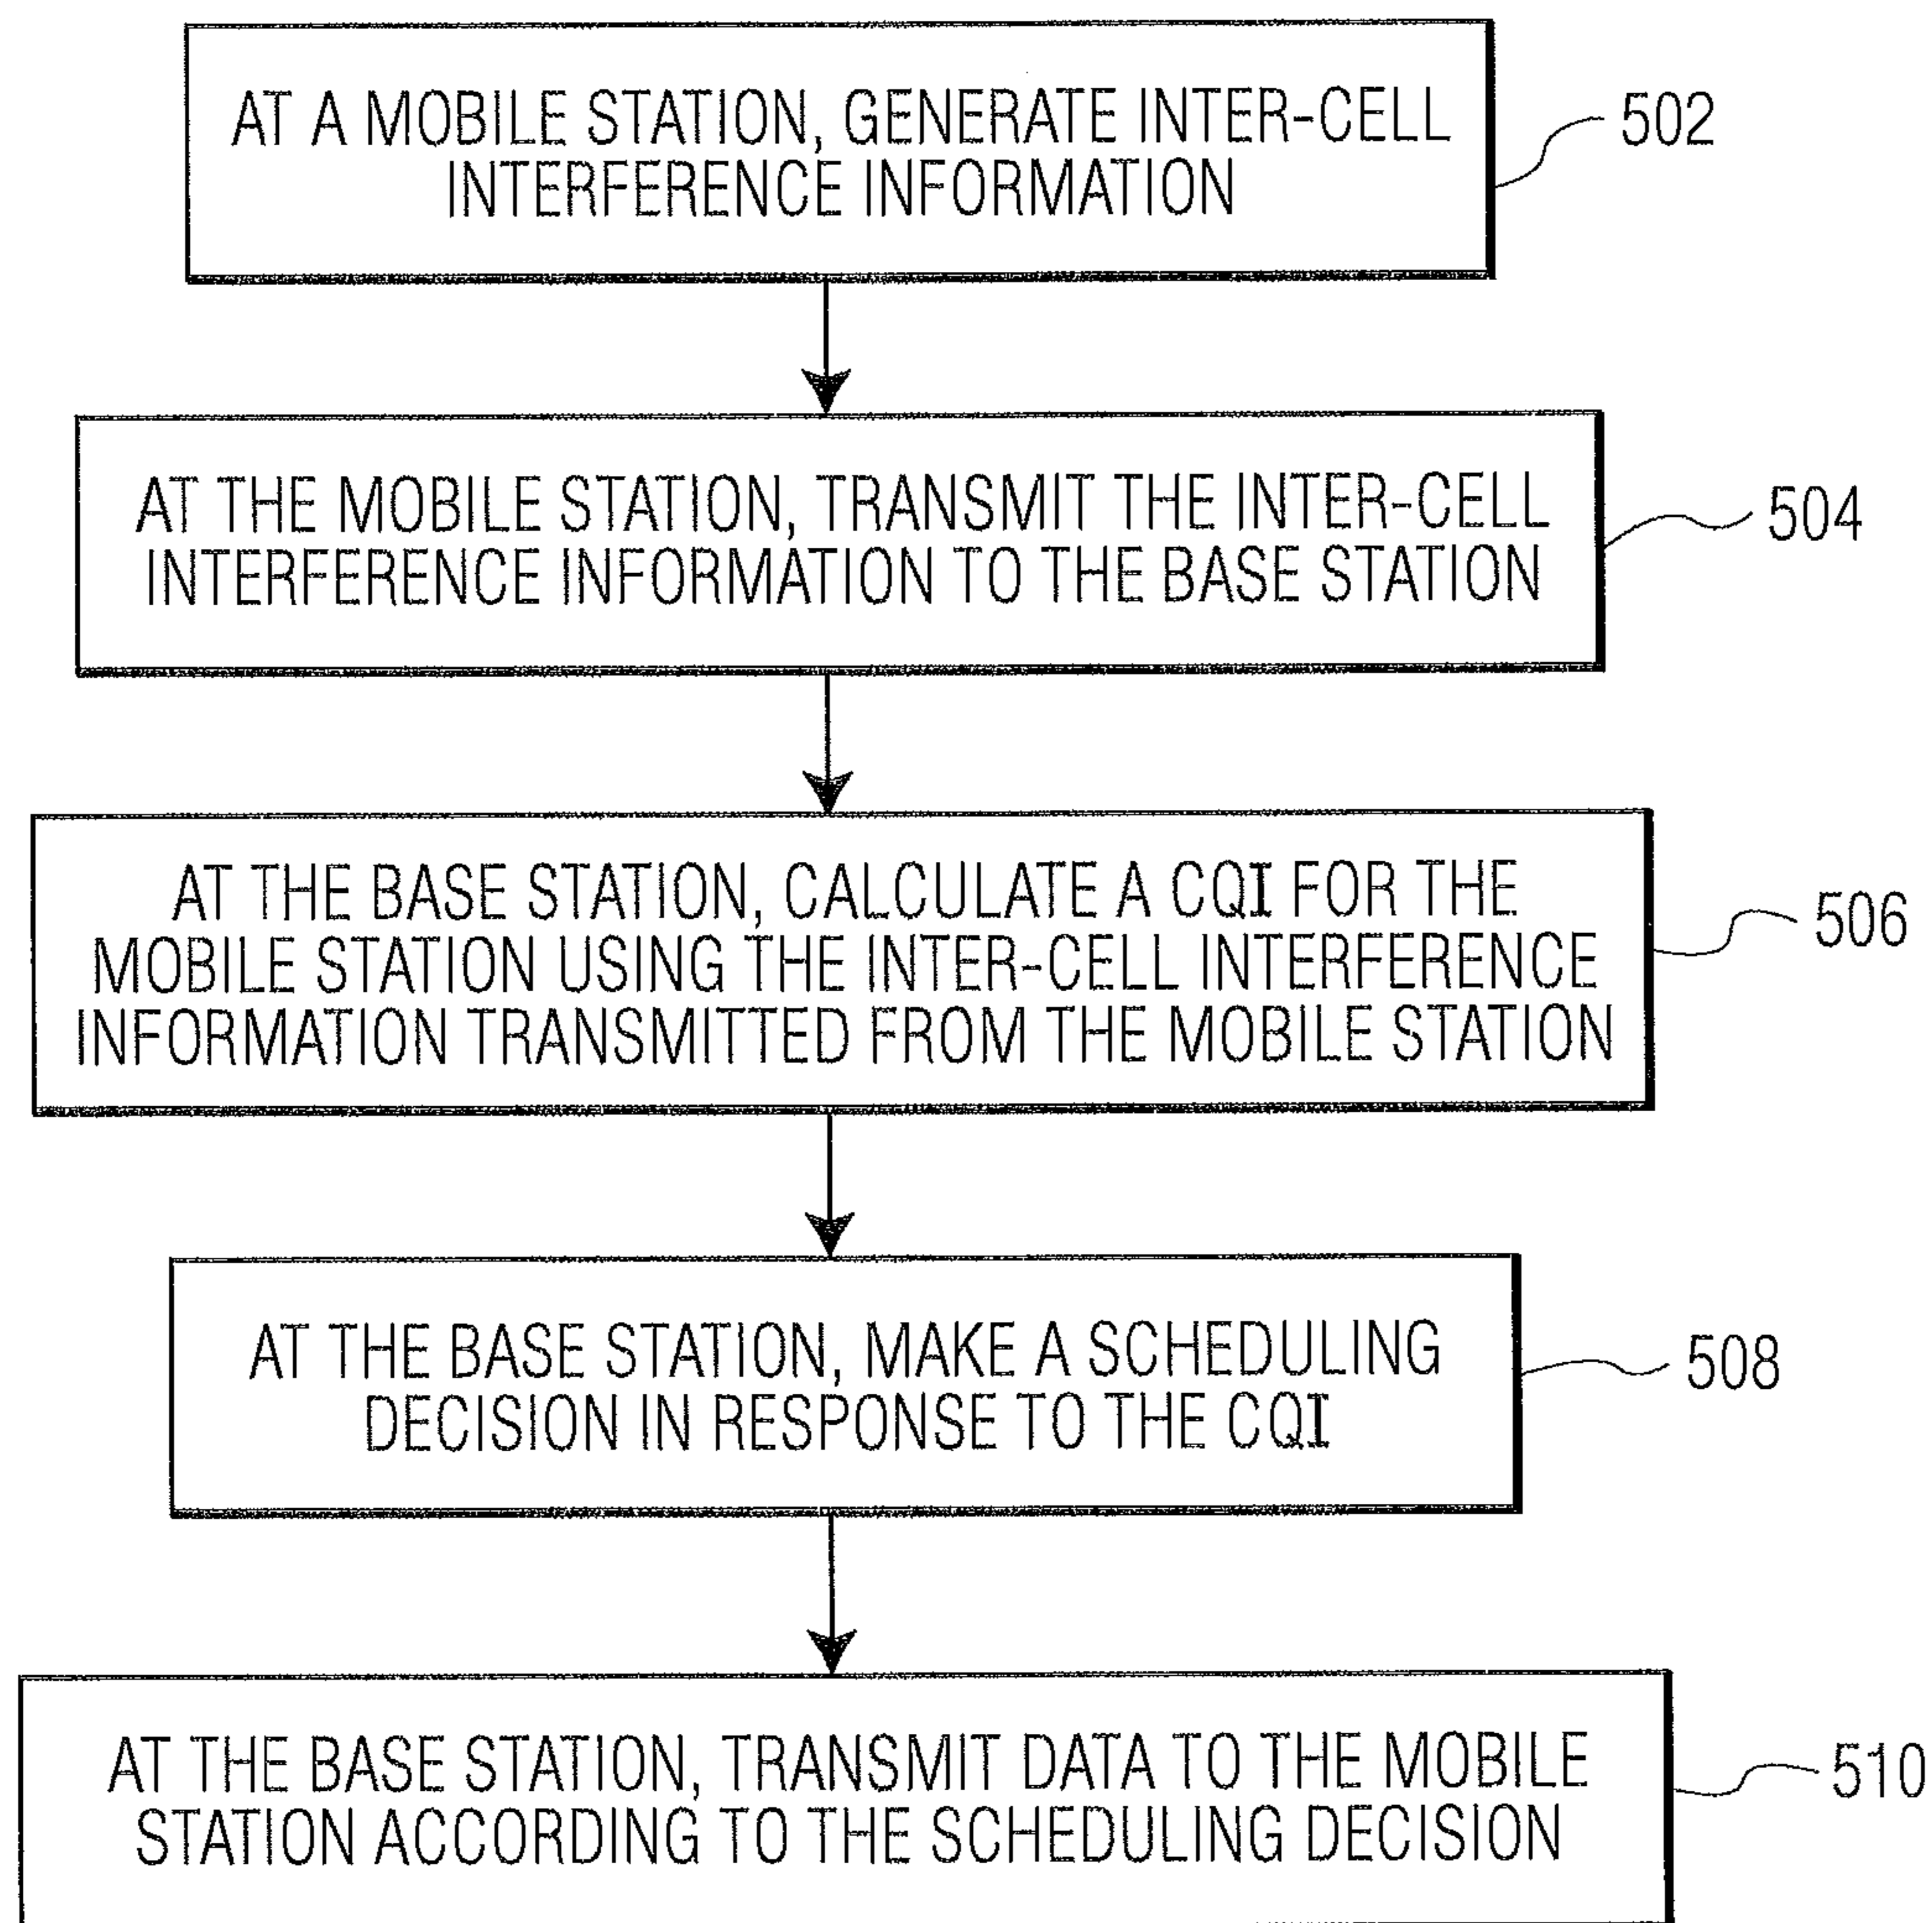 AT A MOBILE STATION, GENERATE INTER-CELL
INTERFERENCE INFORMATION
502
AT THE MOBILE STATION, TRANSMIT THE INTER-CELL
INTERFERENCE INFORMATION TO THE BASE STATION
504
AT THE BASE STATION, CALCULATE A CQI FOR THE
MOBILE STATION USING THE INTER-CELL INTERFERENCE
INFORMATION TRANSMITTED FROM THE MOBILE STATION
506
AT THE BASE STATION, MAKE A SCHEDULING
DECISION IN RESPONSE TO THE CQI
508
AT THE BASE STATION, TRANSMIT DATA TO THE MOBILE
STATION ACCORDING TO THE SCHEDULING DECISION
510